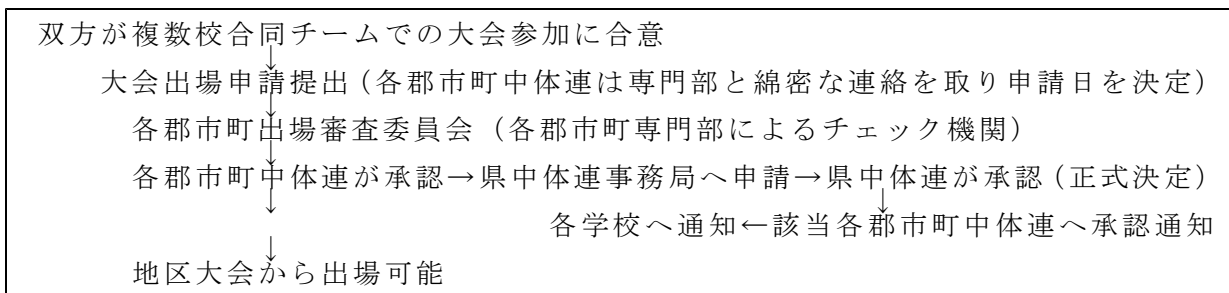 双方が複数校合同チームでの大会参加に合意
↓
大会出場申請提出(各郡市町中体連は専門部と綿密な連絡を取り申請日を決定)
↓
各郡市町出場審査委員会(各郡市町専門部によるチェック機関)
↓
各郡市町中体連が承認→県中体連事務局へ申請→県中体連が承認(正式決定)
↓ ↓
各学校へ通知←該当各郡市町中体連へ承認通知
↓
地区大会から出場可能